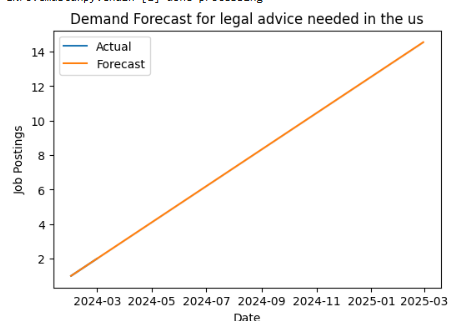 Demand Forecast for legal advice needed in the us
Actual
Forecast
14
12
10
8
6
4
2
Job Postings
2024-03 2024-05 2024-07 2024-09 2024-11 2025-01 2025-03
Date